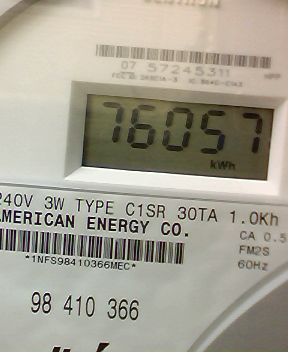 07 57245311
76057
kWh
240V 3W TYPE C1SR 30TA 1.0Kh
AMERICAN ENERGY CO.
CA 0.5
FM2S
*1NFS98410366MEC*
60Hz
98 410 366